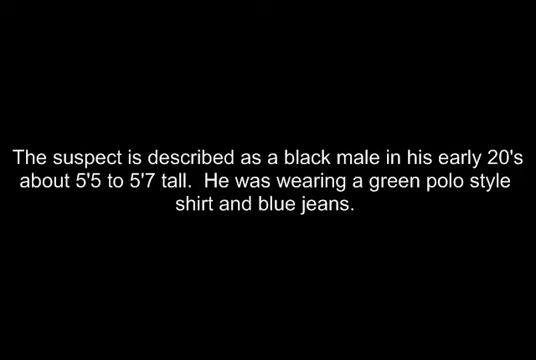 The suspect is described as a black male in his early 20's
about 5'5 to 5'7 tall.  He was wearing a green polo style
shirt and blue jeans.